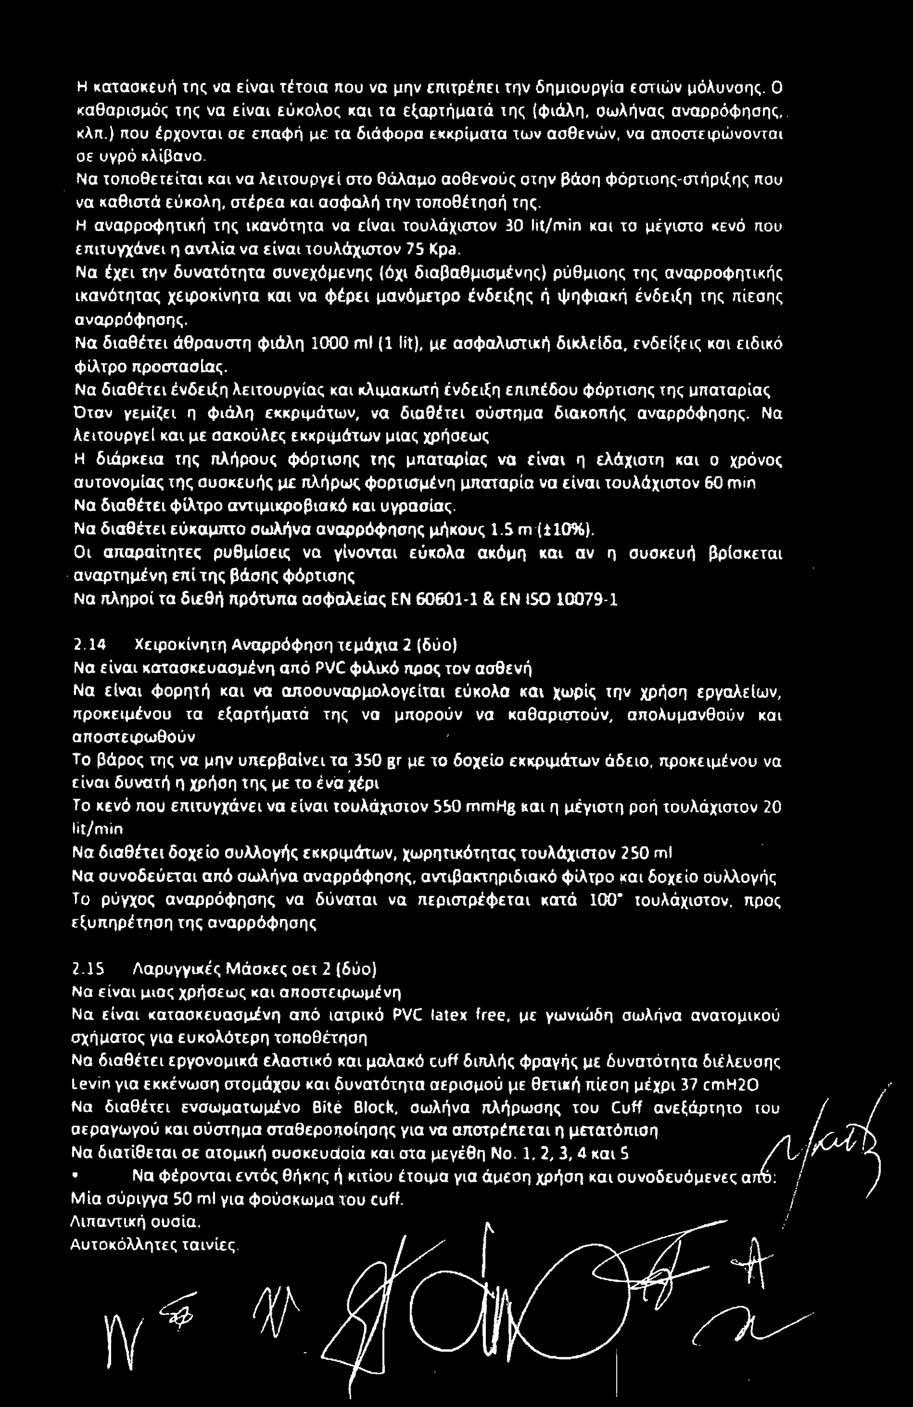 Η κατασκευή της να είναι τέτοια που να μην επιτρέπει την δημιουργία εστιών μόλυνσης. Ο
καθαρισμός της να είναι εύκολος και τα εξαρτήματά της (φιάλη, σωλήνας αναρρόφησης,
κλπ.) που έρχονται σε επαφή με τα διάφορα εκκρίματα των ασθενών, να αποστειρώνονται
σε υγρό κλίβανο.
Να τοποθετείται και να λειτουργεί στο θάλαμο ασθενούς στην βάση φόρτισης-στήριξης που
να καθιστά εύκολη, στέρεα και ασφαλή την τοποθέτησή της.
Η αναρροφητική της ικανότητα να είναι τουλάχιστον 30 lit/min και το μέγιστο κενό που
επιτυγχάνει η αντλία να είναι τουλάχιστον 75 Kpa.
Να έχει την δυνατότητα συνεχόμενης (όχι διαβαθμισμένης) ρύθμισης της αναρροφητικής
ικανότητας χειροκίνητα και να φέρει μανόμετρο ένδειξης ή ψηφιακή ένδειξη της πίεσης
αναρρόφησης.
Να διαθέτει άθραυστη φιάλη 1000 ml (1 lit), με ασφαλιστική δικλείδα, ενδείξεις και ειδικό
φίλτρο προστασίας.
Να διαθέτει ένδειξη λειτουργίας και κλιμακωτή ένδειξη επιπέδου φόρτισης της μπαταρίας
Όταν γεμίζει η φιάλη εκκριμάτων, να διαθέτει σύστημα διακοπής αναρρόφησης. Να
λειτουργεί και με σακούλες εκκριμάτων μιας χρήσεως
Η διάρκεια της πλήρους φόρτισης της μπαταρίας να είναι η ελάχιστη και ο χρόνος
αυτονομίας της συσκευής με πλήρως φορτισμένη μπαταρία να είναι τουλάχιστον 60 min
Να διαθέτει φίλτρο αντιμικροβιακό και υγρασίας.
Να διαθέτει εύκαμπτο σωλήνα αναρρόφησης μήκους 1.5 m (±10%).
Οι απαραίτητες ρυθμίσεις να γίνονται εύκολα ακόμη και αν η συσκευή βρίσκεται
αναρτημένη επί της βάσης φόρτισης
Να πληροί τα διεθή πρότυπα ασφαλείας EN 60601-1 & EN ISO 10079-1
2.14 Χειροκίνητη Αναρρόφηση τεμάχια 2 (δύο)
Να είναι κατασκευασμένη από PVC φιλικό προς τον ασθενή
Να είναι φορητή και να αποσυναρμολογείται εύκολα και χωρίς την χρήση εργαλείων,
προκειμένου τα εξαρτήματά της να μπορούν να καθαριστούν, απολυμανθούν και
αποστειρωθούν
Το βάρος της να μην υπερβαίνει τα 350 gr με το δοχείο εκκριμάτων άδειο, προκειμένου να
είναι δυνατή η χρήση της με το ένα χέρι
Το κενό που επιτυγχάνει να είναι τουλάχιστον 550 mmHg και η μέγιστη ροή τουλάχιστον 20
lit/min
Να διαθέτει δοχείο συλλογής εκκριμάτων, χωρητικότητας τουλάχιστον 250 ml
Να συνοδεύεται από σωλήνα αναρρόφησης, αντιβακτηριδιακό φίλτρο και δοχείο συλλογής
Το ρύγχος αναρρόφησης να δύναται να περιστρέφεται κατά 100° τουλάχιστον, προς
εξυπηρέτηση της αναρρόφησης
2.15 Λαρυγγικές Μάσκες σετ 2 (δύο)
Να είναι μιας χρήσεως και αποστειρωμένη
Να είναι κατασκευασμένη από ιατρικό PVC latex free, με γωνιώδη σωλήνα ανατομικού
σχήματος για ευκολότερη τοποθέτηση
Να διαθέτει εργονομικά ελαστικό και μαλακό cuff διπλής φραγής με δυνατότητα διέλευσης
Levin για εκκένωση στομάχου και δυνατότητα αερισμού με θετική πίεση μέχρι 37 cmH2O
Να διαθέτει ενσωματωμένο Bite Block, σωλήνα πλήρωσης του Cuff ανεξάρτητο του
αεραγωγού και σύστημα σταθεροποίησης για να αποτρέπεται η μετατόπιση
Να διατίθεται σε ατομική συσκευασία και στα μεγέθη No. 1, 2, 3, 4 και 5
• Να φέρονται εντός θήκης ή κιτίου έτοιμα για άμεση χρήση και συνοδευόμενες από:
Μία σύριγγα 50 ml για φούσκωμα του cuff.
Λιπαντική ουσία.
Αυτοκόλλητες ταινίες.